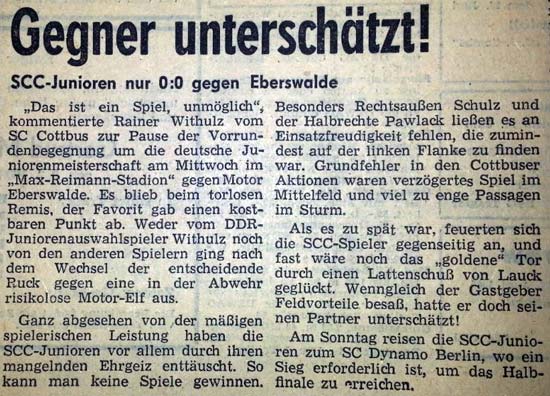 Gegner unterschätzt!
SCC-Junioren nur 0:0 gegen Eberswalde
„Das ist ein Spiel, unmöglich“,
kommentierte Rainer Withulz vom
SC Cottbus zur Pause der Vorrun-
denbegegnung um die deutsche Ju-
niorenmeisterschaft am Mittwoch im
„Max-Reimann-Stadion“ gegen Motor
Eberswalde. Es blieb beim torlosen
Remis, der Favorit gab einen kost-
baren Punkt ab. Weder vom DDR-
Juniorenauswahlspieler Withulz noch
von den anderen Spielern ging nach
dem Wechsel der entscheidende
Ruck gegen eine in der Abwehr
risikolose Motor-Elf aus.
Ganz abgesehen von der mäßigen
spielerischen Leistung haben die
SCC-Junioren vor allem durch ihren
mangelnden Ehrgeiz enttäuscht. So
kann man keine Spiele gewinnen.
Besonders Rechtsaußen Schulz und
der Halbrechte Pawlack ließen es an
Einsatzfreudigkeit fehlen, die zumin-
dest auf der linken Flanke zu finden
war. Grundfehler in den Cottbuser
Aktionen waren verzögertes Spiel im
Mittelfeld und viel zu enge Passagen
im Sturm.
Als es zu spät war, feuerten sich
die SCC-Spieler gegenseitig an, und
fast wäre noch das „goldene“ Tor
durch einen Lattenschuß von Lauck
geglückt. Wenngleich der Gastgeber
Feldvorteile besaß, hatte er doch sei-
nen Partner unterschätzt!
Am Sonntag reisen die SCC-Junio-
ren zum SC Dynamo Berlin, wo ein
Sieg erforderlich ist, um das Halb-
finale zu erreichen.